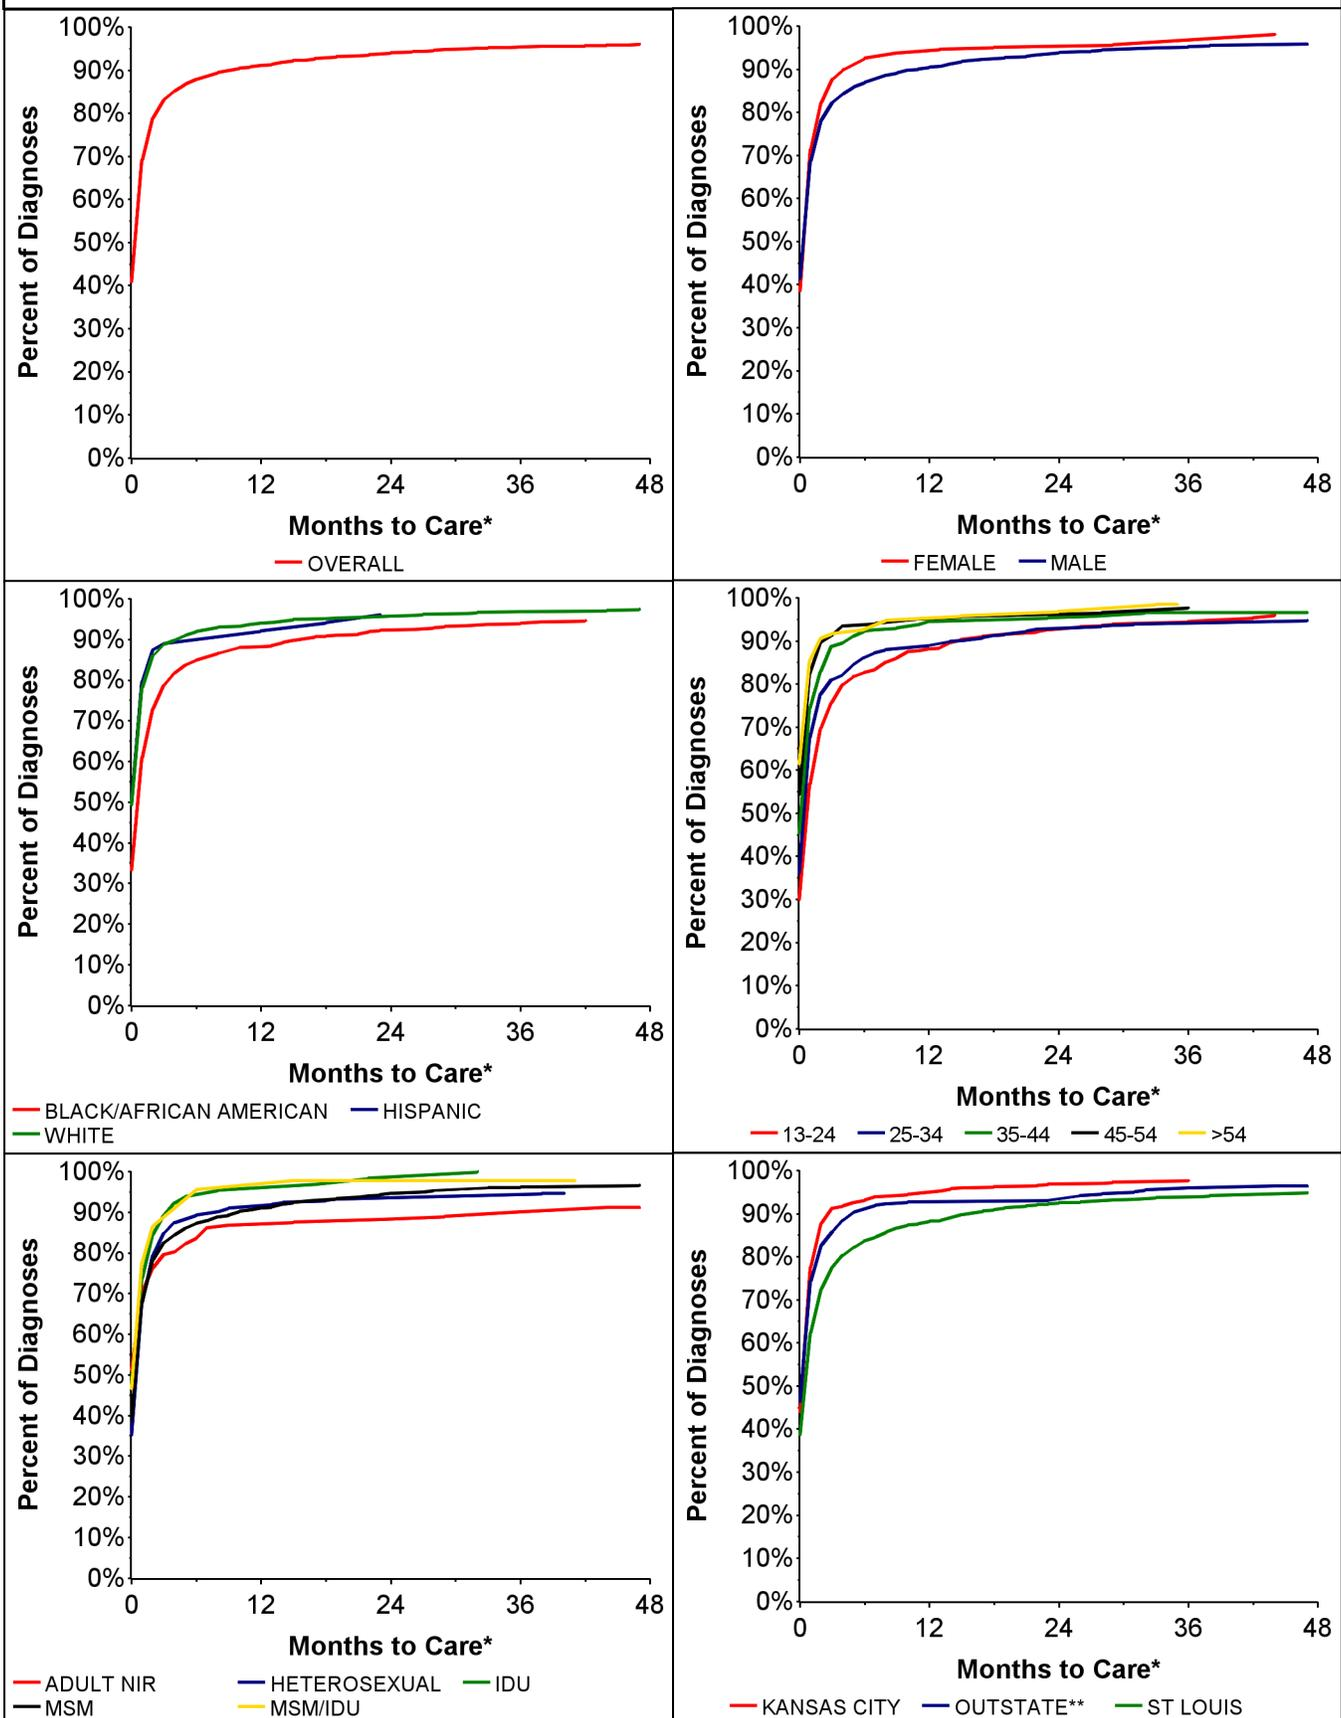 100%
90%
80%
70%
60%
50%
40%
30%
20%
10%
0%
Percent of Diagnoses
0 12 24 36 48
Months to Care*
OVERALL
100%
90%
80%
70%
60%
50%
40%
30%
20%
10%
0%
Percent of Diagnoses
0 12 24 36 48
Months to Care*
FEMALE MALE
100%
90%
80%
70%
60%
50%
40%
30%
20%
10%
0%
Percent of Diagnoses
0 12 24 36 48
Months to Care*
BLACK/AFRICAN AMERICAN HISPANIC
WHITE
100%
90%
80%
70%
60%
50%
40%
30%
20%
10%
0%
Percent of Diagnoses
0 12 24 36 48
Months to Care*
13-24 25-34 35-44 45-54 >54
100%
90%
80%
70%
60%
50%
40%
30%
20%
10%
0%
Percent of Diagnoses
0 12 24 36 48
Months to Care*
ADULT NIR HETEROSEXUAL IDU
MSM MSM/IDU
100%
90%
80%
70%
60%
50%
40%
30%
20%
10%
0%
Percent of Diagnoses
0 12 24 36 48
Months to Care*
KANSAS CITY OUTSTATE** ST LOUIS